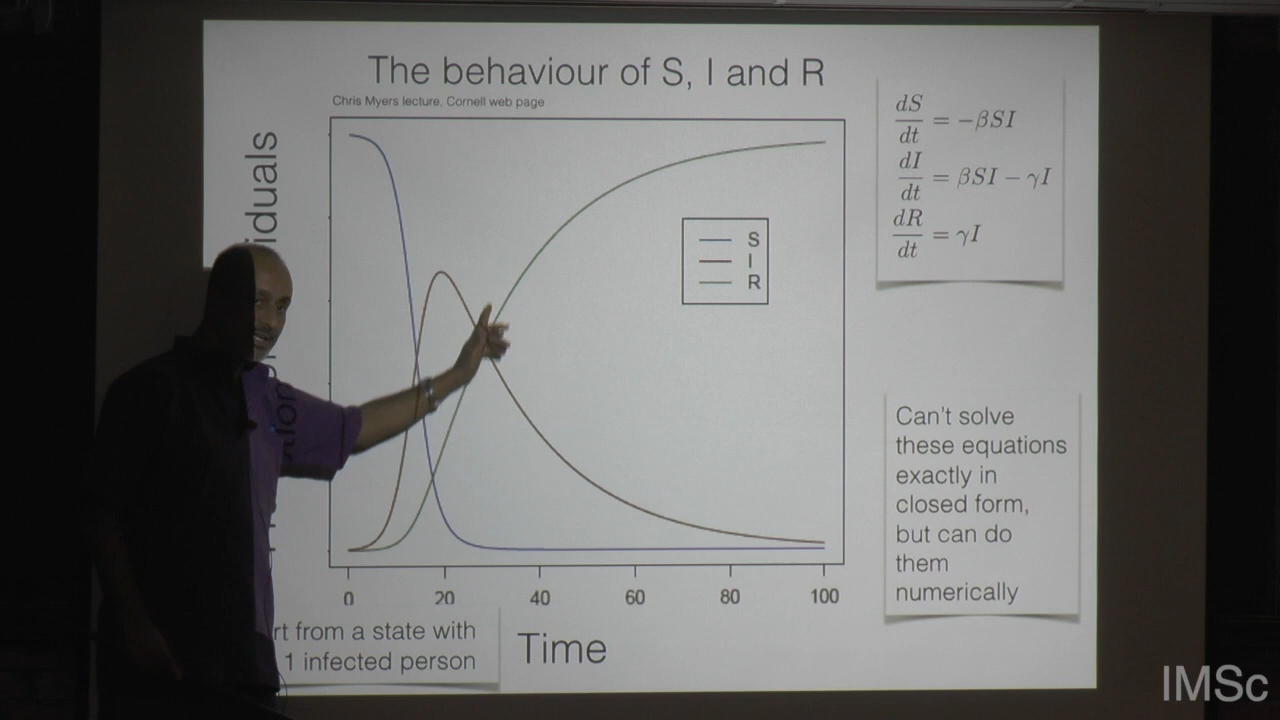 The behaviour of S, I and R
Chris Myers lecture, Cornell web page
S
I
R
0 20 40 60 80 100
Time
dS/dt = −βSI
dI/dt = βSI − γI
dR/dt = γI
Can't solve
these equations
exactly in
closed form,
but can do
them
numerically
rt from a state with
1 infected person
IMSc